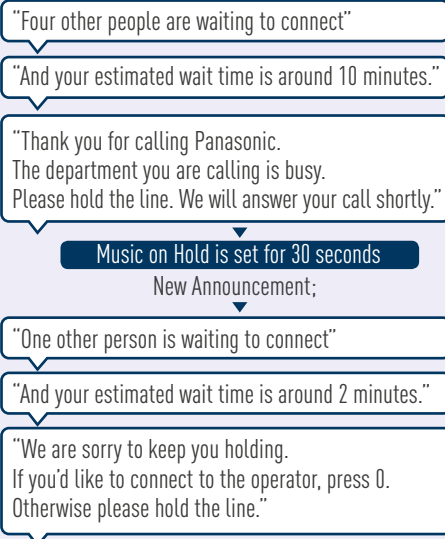 “Four other people are waiting to connect”
“And your estimated wait time is around 10 minutes.”
“Thank you for calling Panasonic.
The department you are calling is busy.
Please hold the line. We will answer your call shortly.”
Music on Hold is set for 30 seconds
New Announcement;
“One other person is waiting to connect”
“And your estimated wait time is around 2 minutes.”
“We are sorry to keep you holding.
If you’d like to connect to the operator, press 0.
Otherwise please hold the line.”